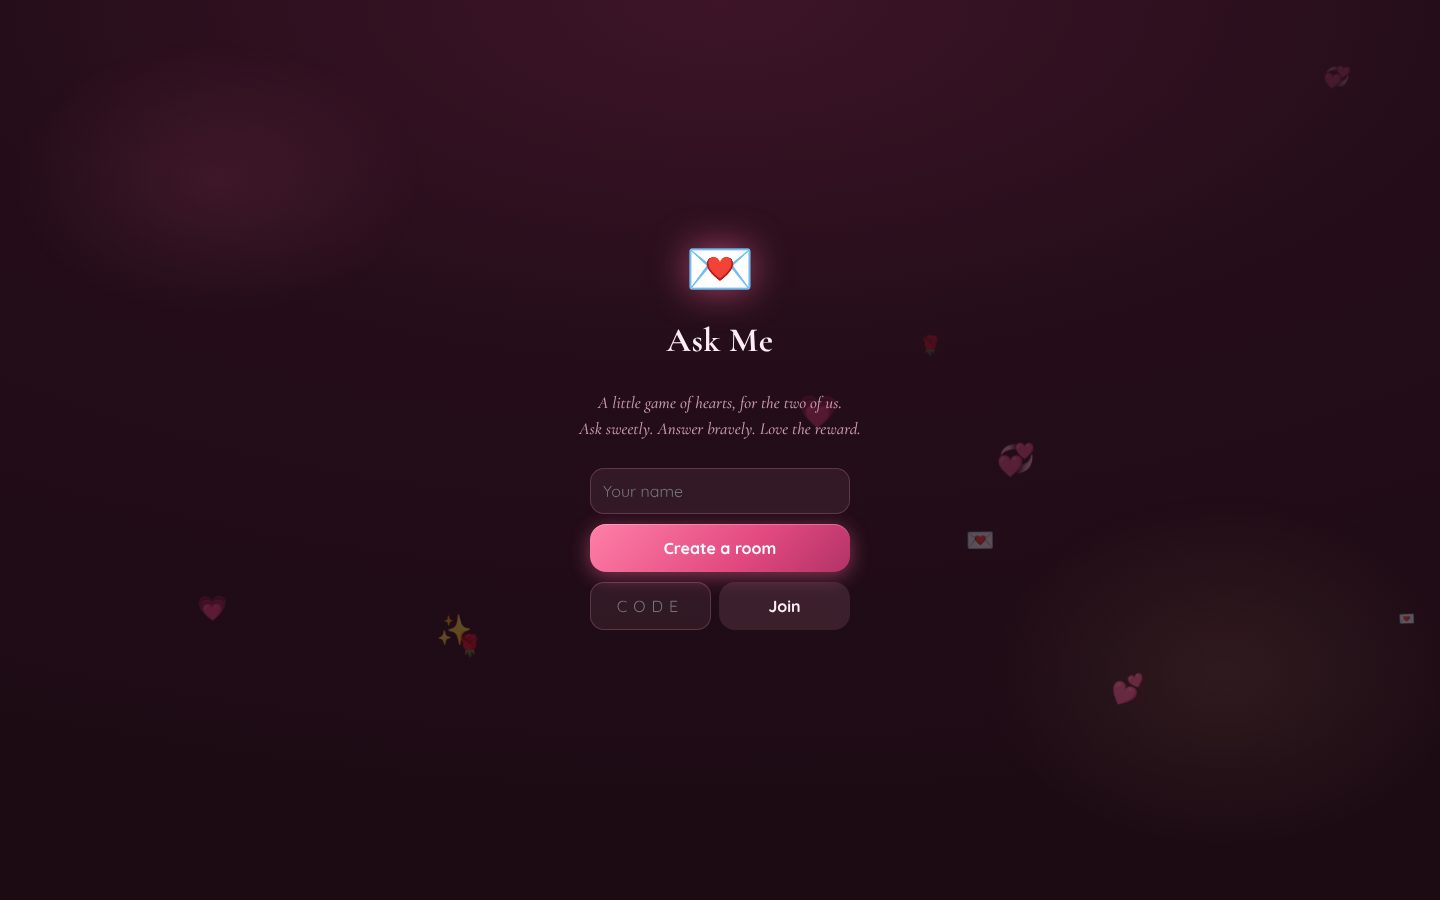 Ask Me
A little game of hearts, for the two of us.
Ask sweetly. Answer bravely. Love the reward.
Your name
Create a room
CODE
Join